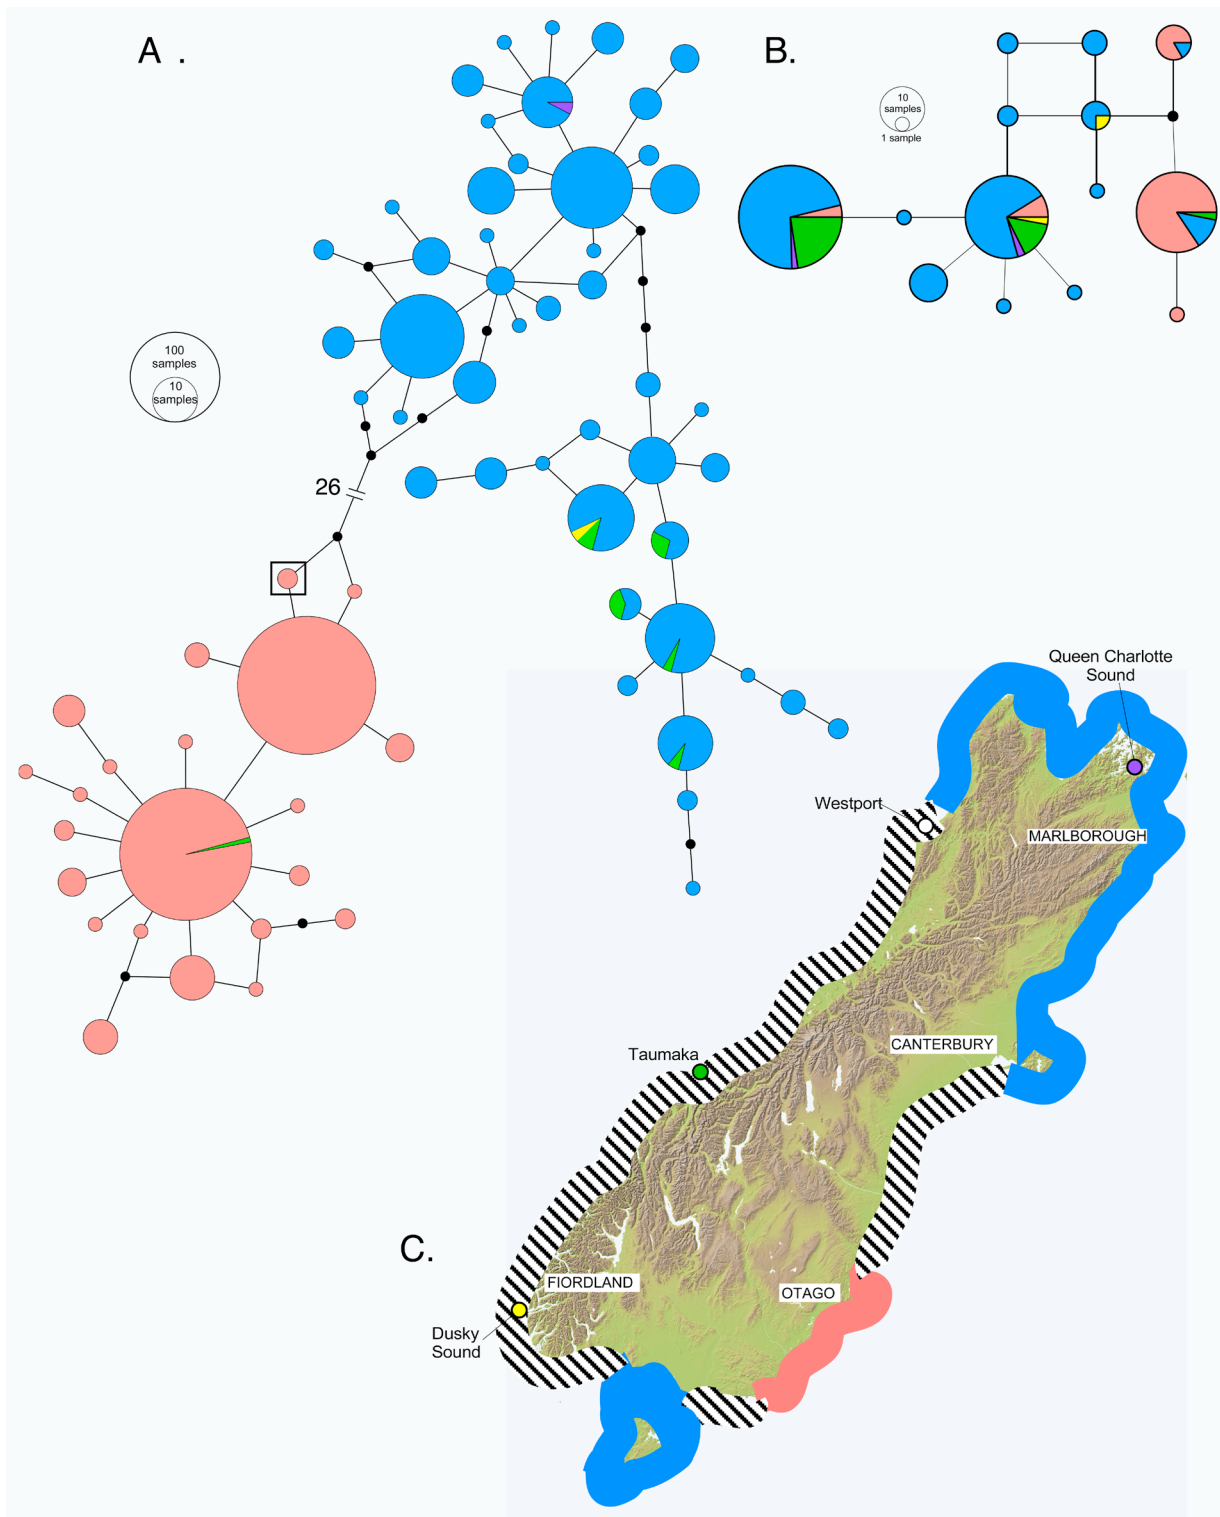 A .
B.
10
samples
1 sample
100
samples
10
samples
26
Queen Charlotte
Sound
Westport
MARLBOROUGH
CANTERBURY
Taumaka
C.
FIORDLAND
OTAGO
Dusky
Sound